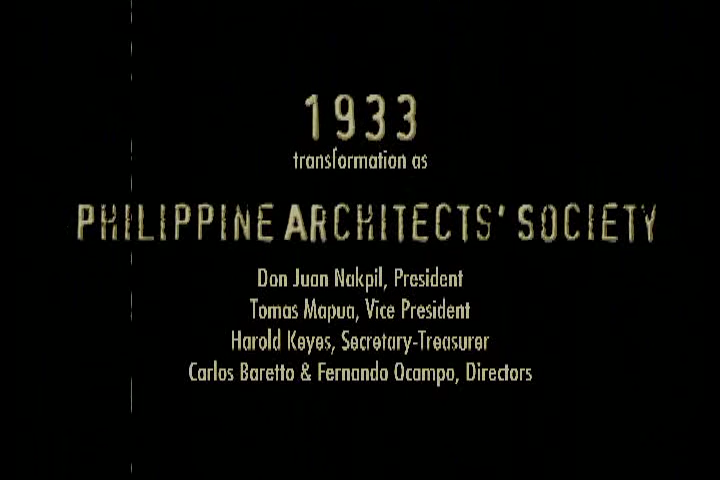 1933
transformation as
PHILIPPINE ARCHITECTS' SOCIETY
Don Juan Nakpil, President
Tomas Mapua, Vice President
Harold Keyes, Secretary-Treasurer
Carlos Baretto & Fernando Ocampo, Directors